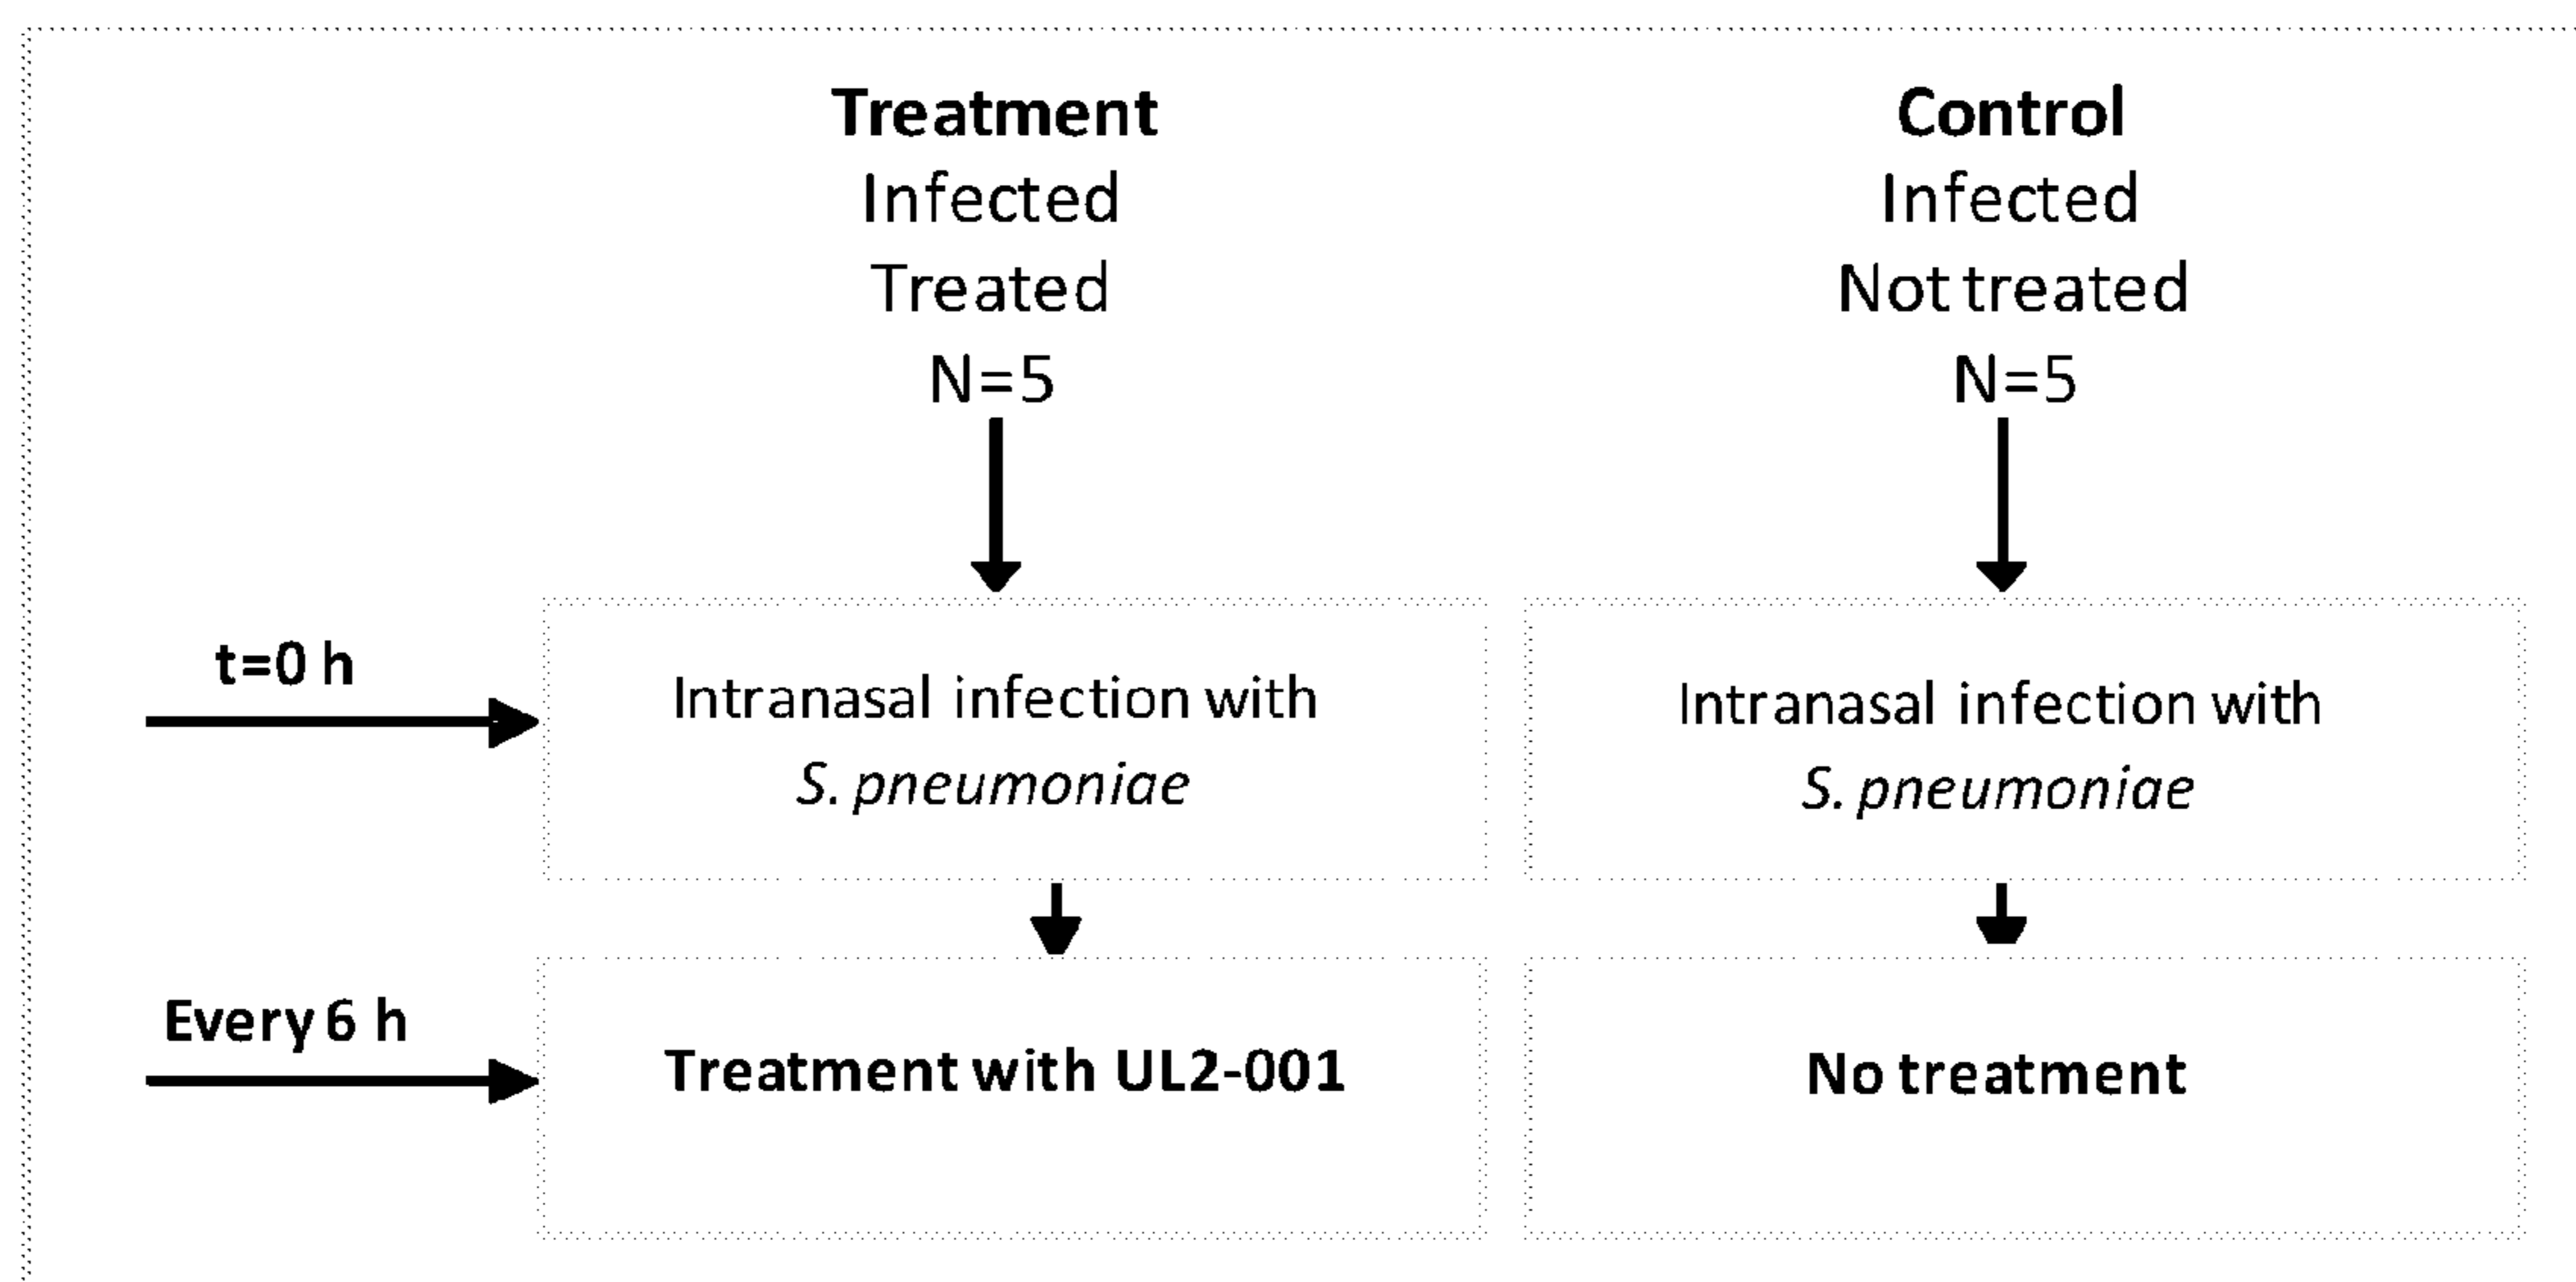 Treatment
Infected
Treated
N=5
Control
Infected
Not treated
N=5
t=0 h
Intranasal infection with
S. pneumoniae
Intranasal infection with
S. pneumoniae
Every 6 h
Treatment with UL2-001
No treatment